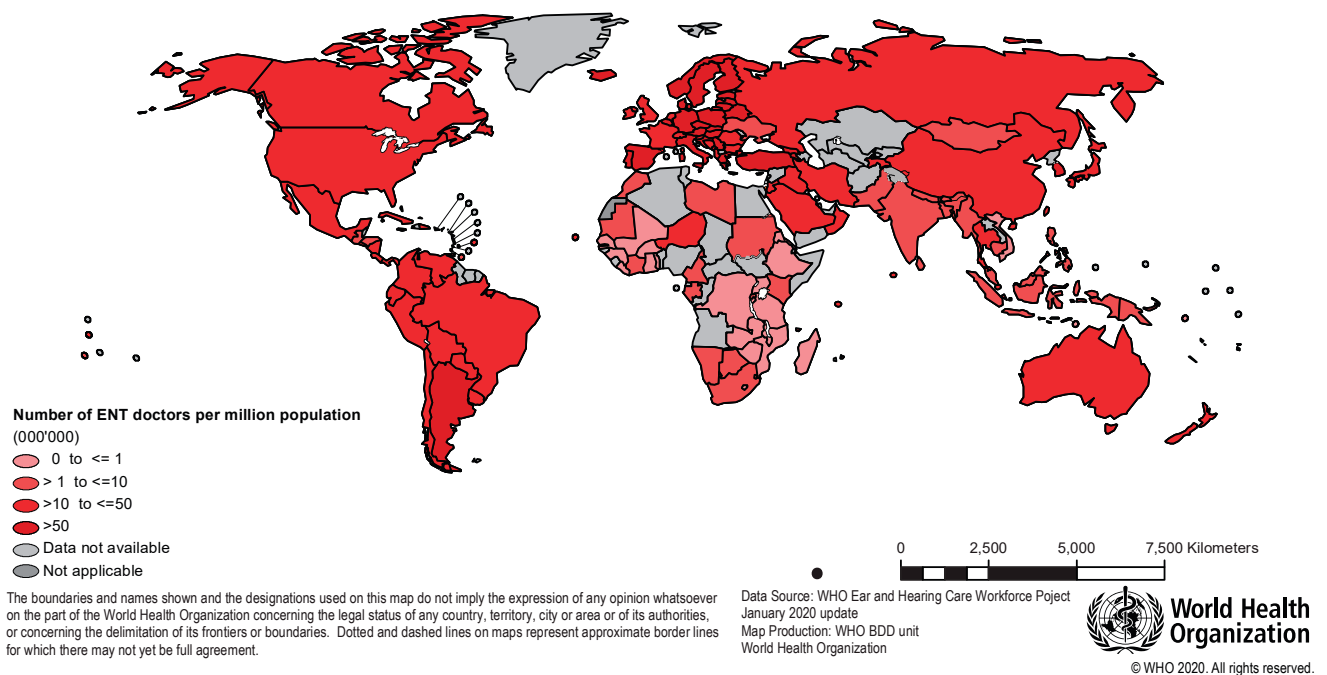 Number of ENT doctors per million population
(000'000)
0 to <= 1
> 1 to <=10
>10 to <=50
>50
Data not available
Not applicable
0 2,500 5,000 7,500 Kilometers
The boundaries and names shown and the designations used on this map do not imply the expression of any opinion whatsoever
on the part of the World Health Organization concerning the legal status of any country, territory, city or area or of its authorities,
or concerning the delimitation of its frontiers or boundaries. Dotted and dashed lines on maps represent approximate border lines
for which there may not yet be full agreement.
Data Source: WHO Ear and Hearing Care Workforce Poject
January 2020 update
Map Production: WHO BDD unit
World Health Organization
World Health
Organization
© WHO 2020. All rights reserved.